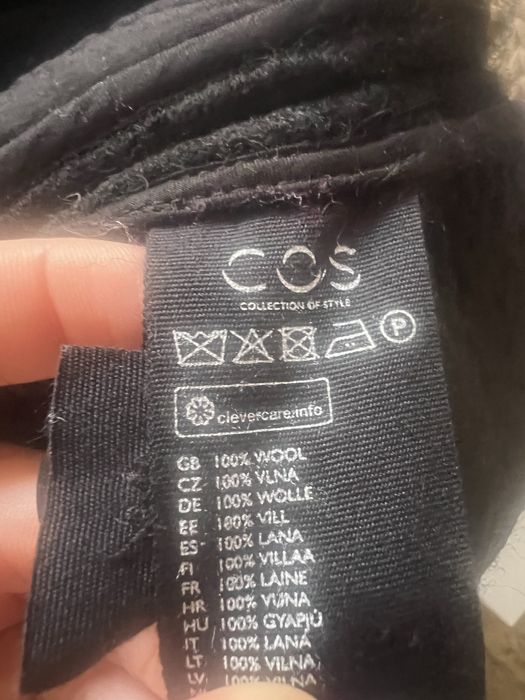 COS
COLLECTION OF STYLE
P
clevercare.info
GB 100% WOOL
CZ 100% VLNA
DE 100% WOLLE
EE 100% VILL
ES 100% LANA
FI 100% VILLAA
FR 100% LAINE
HR 100% VUNA
HU 100% GYAPJÚ
IT 100% LANA
LT 100% VILNA
LV VILNA